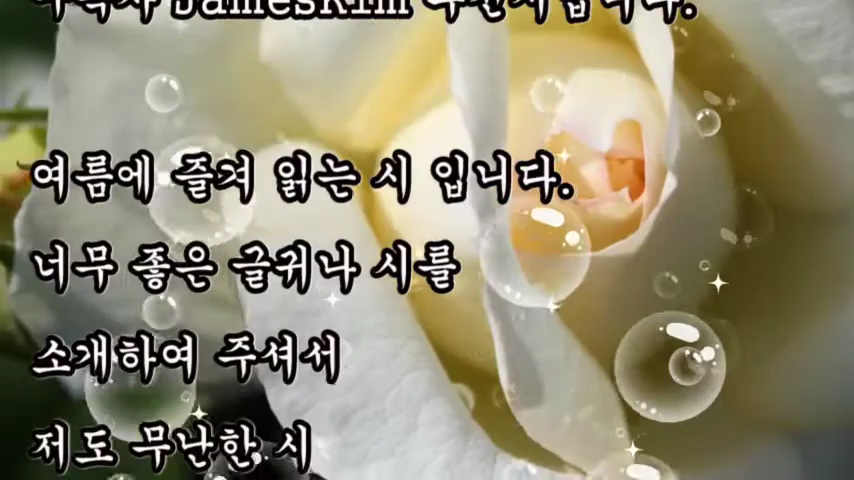 JamesKim
여름에 즐겨 읽는 시 입니다.
너무 좋은 글귀나 시를
소개하여 주셔서
저도 무난한 시